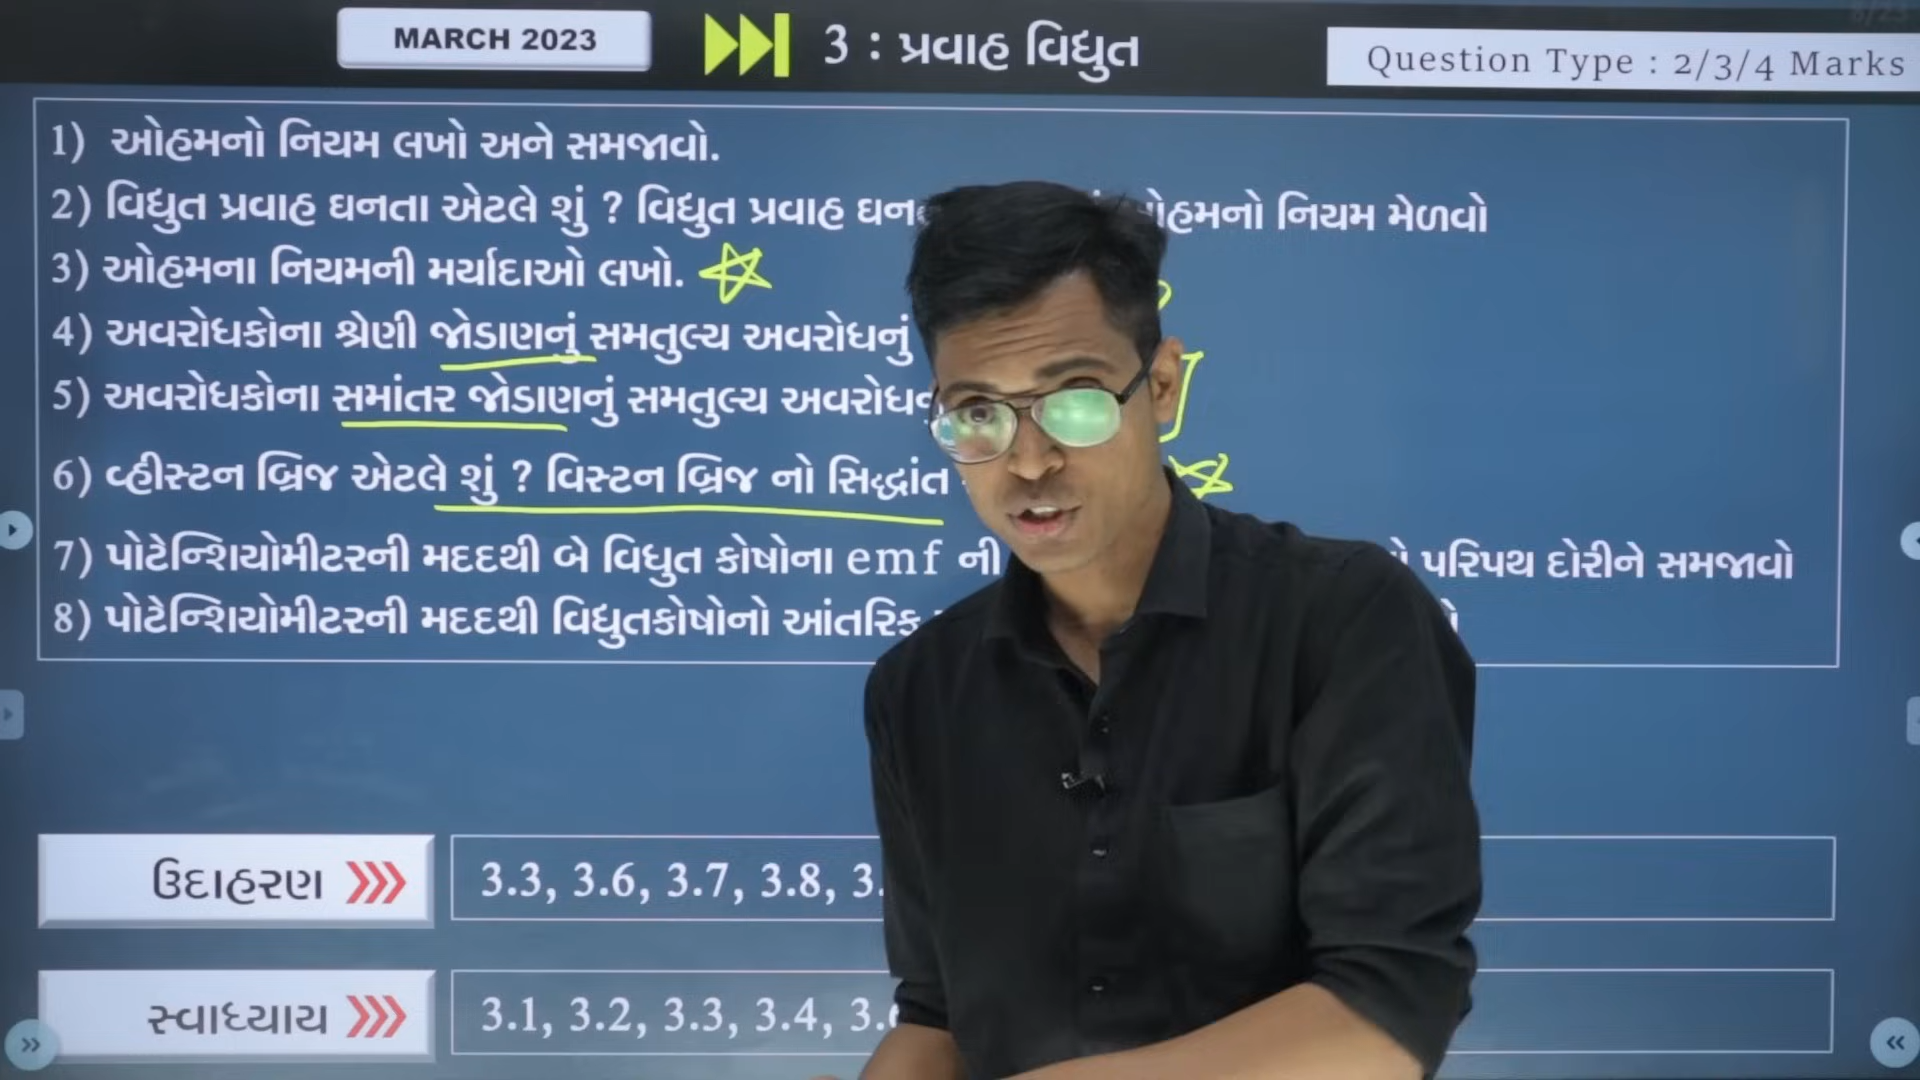 MARCH 2023
3 : પ્રવાહ વિદ્યુત
Question Type : 2/3/4 Marks
1) ઓહમનો નિયમ લખો અને સમજાવો.
2) વિદ્યુત પ્રવાહ ઘનતા એટલે શું ? વિદ્યુત પ્રવાહ નિયમ મેળવો
3) ઓહમના નિયમની મર્યાદાઓ લખો.
4) અવરોધકોના શ્રેણી જોડાણનું સમતુલ્ય અવરોધનું
5) અવરોધકોના સમાંતર જોડાણનું સમતુલ્ય
6) વ્હીસ્ટન બ્રિજ એટલે શું ? વિસ્ટન બ્રિજ નો સિદ્ધાંત
7) પોટેન્શિયોમીટરની મદદથી બે વિધુત કોષોના emf ની પરિપથ દોરીને સમજાવો
8) પોટેન્શિયોમીટરની મદદથી વિદ્યુતકોષોનો આંતરિક
ઉદાહરણ
3.3, 3.6, 3.7, 3.8,
સ્વાધ્યાય
3.1, 3.2, 3.3, 3.4,